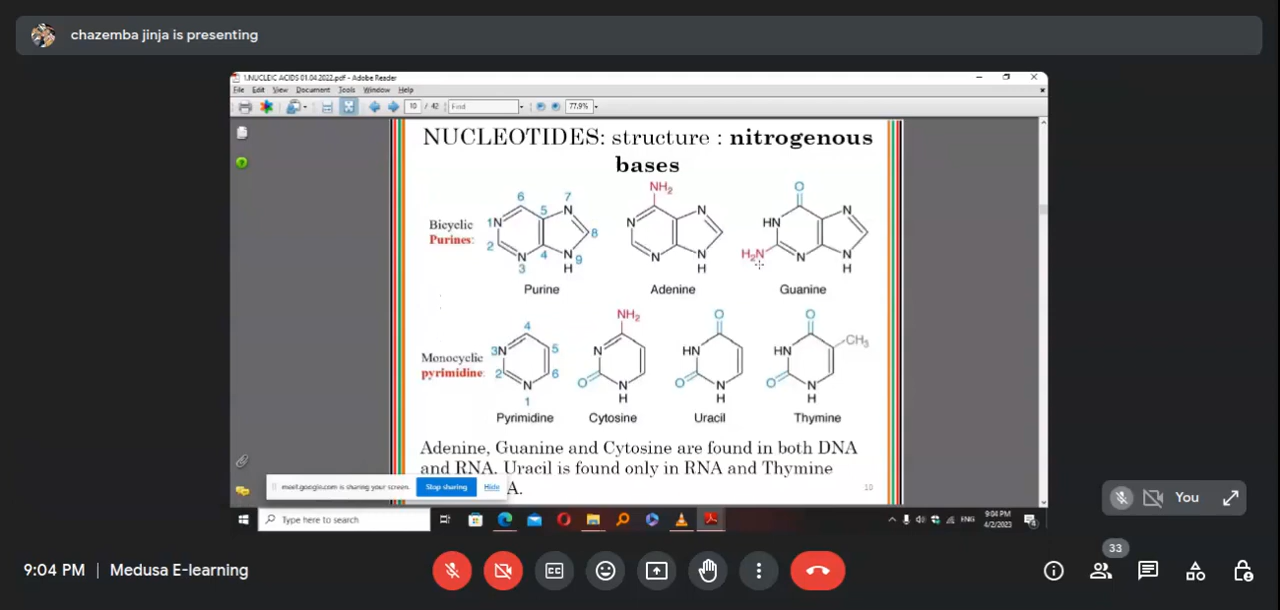 chazemba jinja is presenting
1.NUCLEIC ACIDS 01.04.2022.pdf - Adobe Reader
File Edit View Document Tools Window Help
10 / 42 Find 77.9%
NUCLEOTIDES: structure : nitrogenous
bases
Bicyclic
Purines:
1 2 3 4 5 6 7 8 9 N N N N H
Purine
NH₂ N N N N H
Adenine
O HN H₂N N N N H
Guanine
Monocyclic
pyrimidine:
1 2 3 4 5 6 N N
Pyrimidine
NH₂ N O N H
Cytosine
O HN O N H
Uracil
O HN O N H CH₃
Thymine
Adenine, Guanine and Cytosine are found in both DNA
and RNA. Uracil is found only in RNA and Thymine
A.
10
meet.google.com is sharing your screen. Stop sharing Hide
Type here to search
ENG 9:04 PM
4/2/2023
You
33
9:04 PM | Medusa E-learning